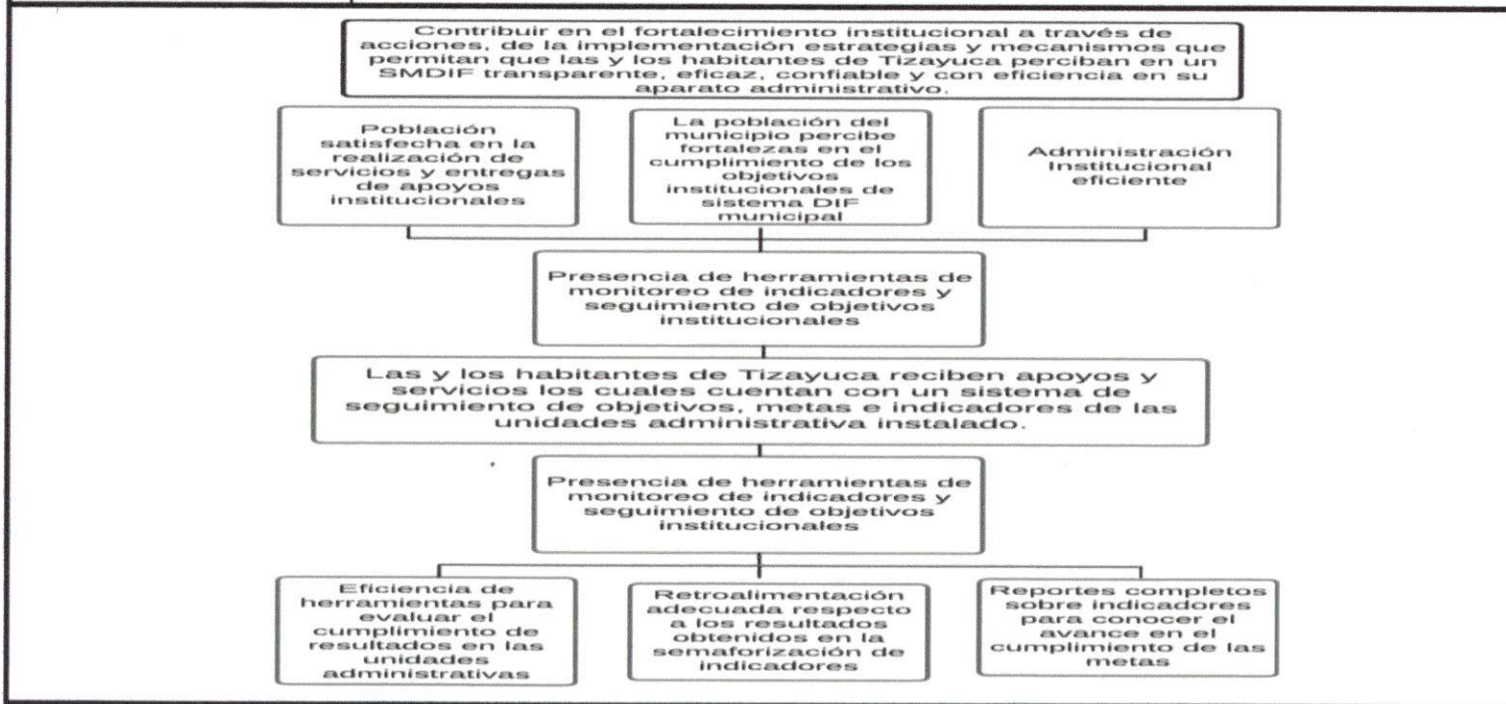 Contribuir en el fortalecimiento institucional a través de
acciones, de la implementación estrategias y mecanismos que
permitan que las y los habitantes de Tizayuca perciban en un
SMDIF transparente, eficaz, confiable y con eficiencia en su
aparato administrativo.
Población
satisfecha en la
realización de
servicios y entregas
de apoyos
institucionales
La población del
municipio percibe
fortalezas en el
cumplimiento de los
objetivos
institucionales de
sistema DIF
municipal
Administración
Institucional
eficiente
Presencia de herramientas de
monitoreo de indicadores y
seguimiento de objetivos
institucionales
Las y los habitantes de Tizayuca reciben apoyos y
servicios los cuales cuentan con un sistema de
seguimiento de objetivos, metas e indicadores de las
unidades administrativa instalado.
Presencia de herramientas de
monitoreo de indicadores y
seguimiento de objetivos
institucionales
Eficiencia de
herramientas para
evaluar el
cumplimiento de
resultados en las
unidades
administrativas
Retroalimentación
adecuada respecto
a los resultados
obtenidos en la
semaforización de
indicadores
Reportes completos
sobre indicadores
para conocer el
avance en el
cumplimiento de las
metas